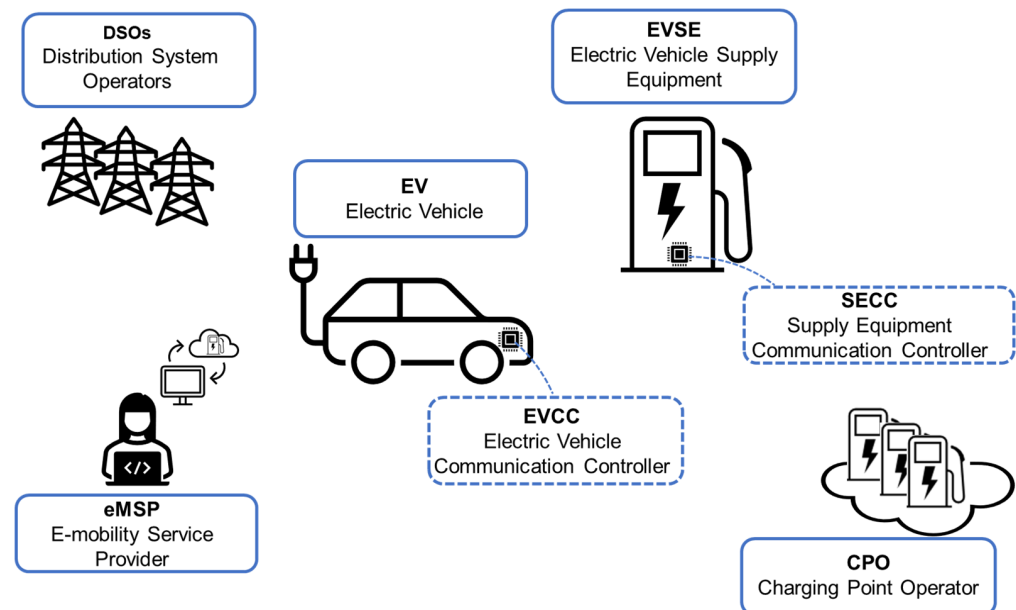 DSOs
Distribution System
Operators
EVSE
Electric Vehicle Supply
Equipment
EV
Electric Vehicle
SECC
Supply Equipment
Communication Controller
EVCC
Electric Vehicle
Communication Controller
</>
eMSP
E-mobility Service
Provider
CPO
Charging Point Operator